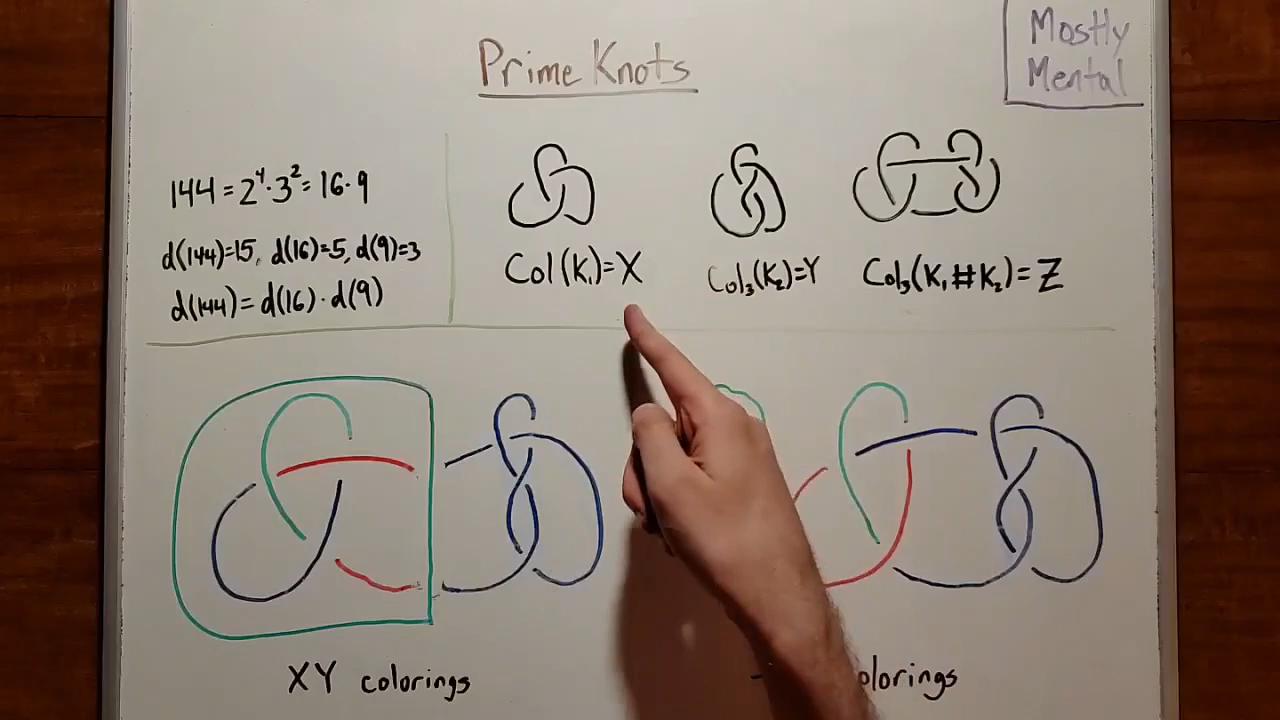 Prime Knots
Mostly
Mental
144 = 2⁴·3² = 16·9
d(144)=15, d(16)=5, d(9)=3
d(144) = d(16) · d(9)
Col(K₁)=X
Col₃(K₂)=Y
Col₃(K₁#K₂)=Z
XY colorings